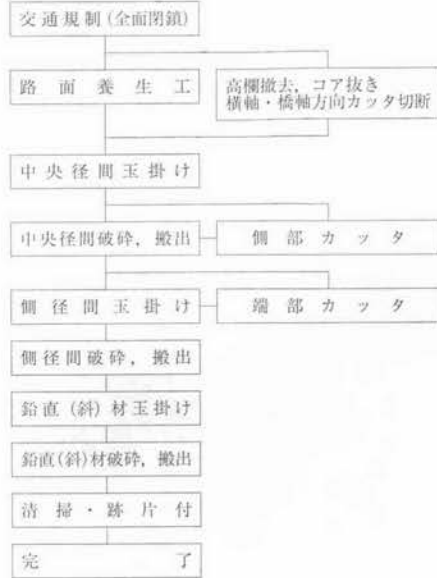 交通規制(全面閉鎖)
路面養生工
高欄撤去，コア抜き
横軸・橋軸方向カッタ切断
中央径間玉掛け
中央径間破砕，搬出
側部カッタ
側径間玉掛け
端部カッタ
側径間破砕，搬出
鉛直(斜)材玉掛け
鉛直(斜)材破砕，搬出
清掃・跡片付
完了